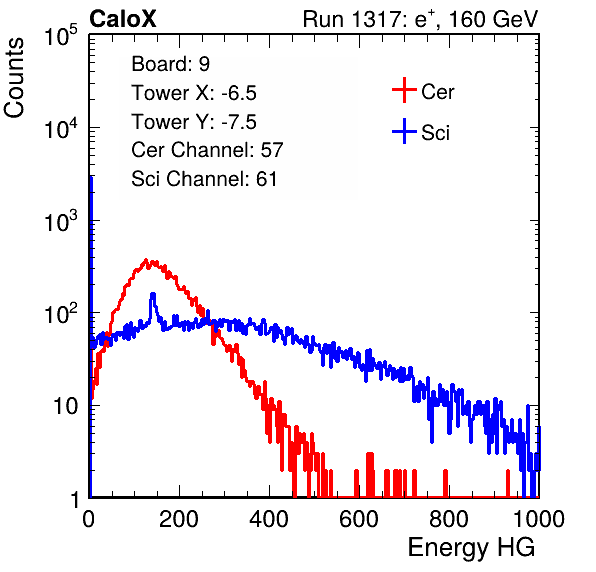 CaloX Run 1317: e⁺, 160 GeV
Counts
Board: 9
Tower X: -6.5
Tower Y: -7.5
Cer Channel: 57
Sci Channel: 61
Cer
Sci
10⁵
10⁴
10³
10²
10
1
0 200 400 600 800 1000
Energy HG